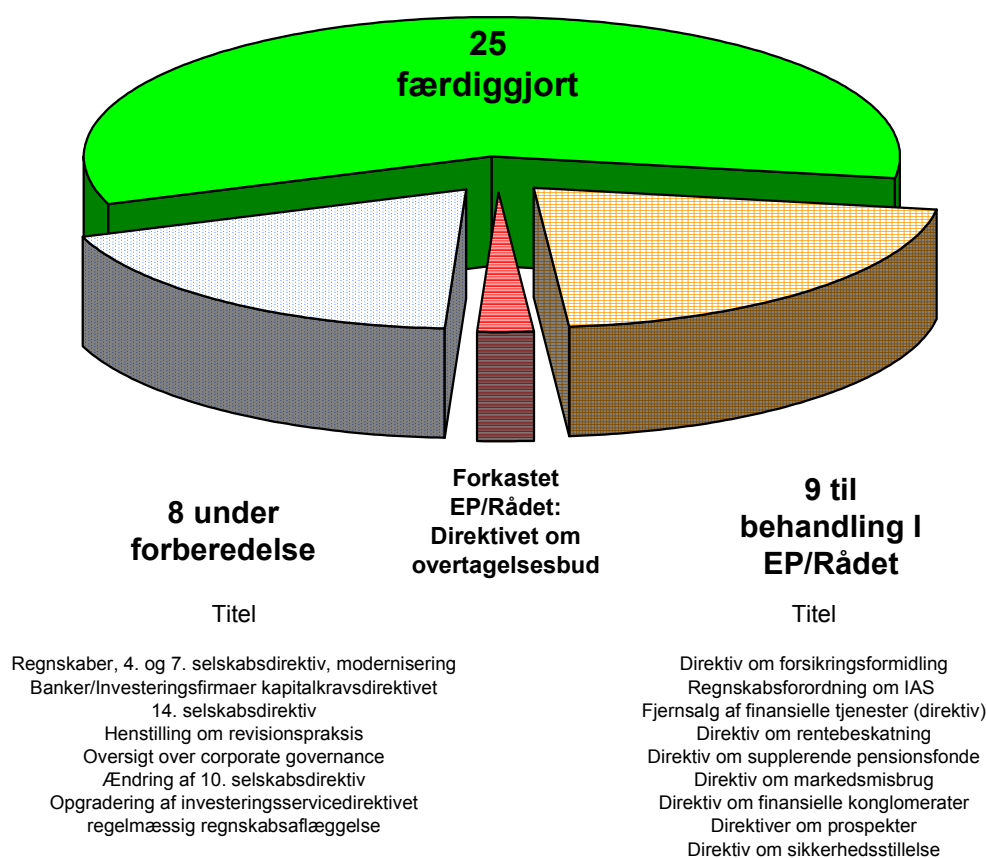 25
færdiggjort
8 under
forberedelse
Forkastet
EP/Rådet:
Direktivet om
overtagelsesbud
9 til
behandling I
EP/Rådet
Titel
Regnskaber, 4. og 7. selskabsdirektiv, modernisering
Banker/Investeringsfirmaer kapitalkravsdirektivet
14. selskabsdirektiv
Henstilling om revisionspraksis
Oversigt over corporate governance
Ændring af 10. selskabsdirektiv
Opgradering af investeringsservicedirektivet
regelmæssig regnskabsaflæggelse
Titel
Direktiv om forsikringsformidling
Regnskabsforordning om IAS
Fjernsalg af finansielle tjenester (direktiv)
Direktiv om rentebeskatning
Direktiv om supplerende pensionsfonde
Direktiv om markedsmisbrug
Direktiv om finansielle konglomerater
Direktiver om prospekter
Direktiv om sikkerhedsstillelse